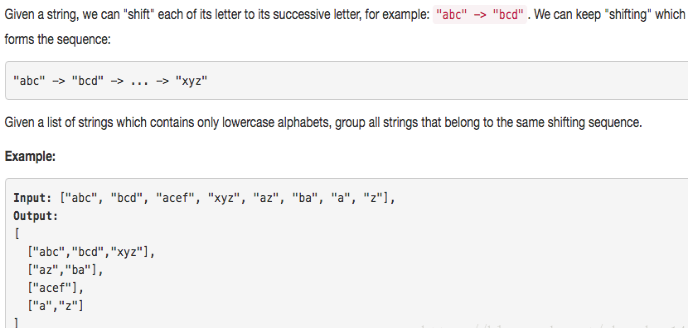 Given a string, we can "shift" each of its letter to its successive letter, for example: "abc" -> "bcd" . We can keep "shifting" which
forms the sequence:
"abc" -> "bcd" -> ... -> "xyz"
Given a list of strings which contains only lowercase alphabets, group all strings that belong to the same shifting sequence.
Example:
Input: ["abc", "bcd", "acef", "xyz", "az", "ba", "a", "z"],
Output:
[
["abc","bcd","xyz"],
["az","ba"],
["acef"],
["a","z"]
]